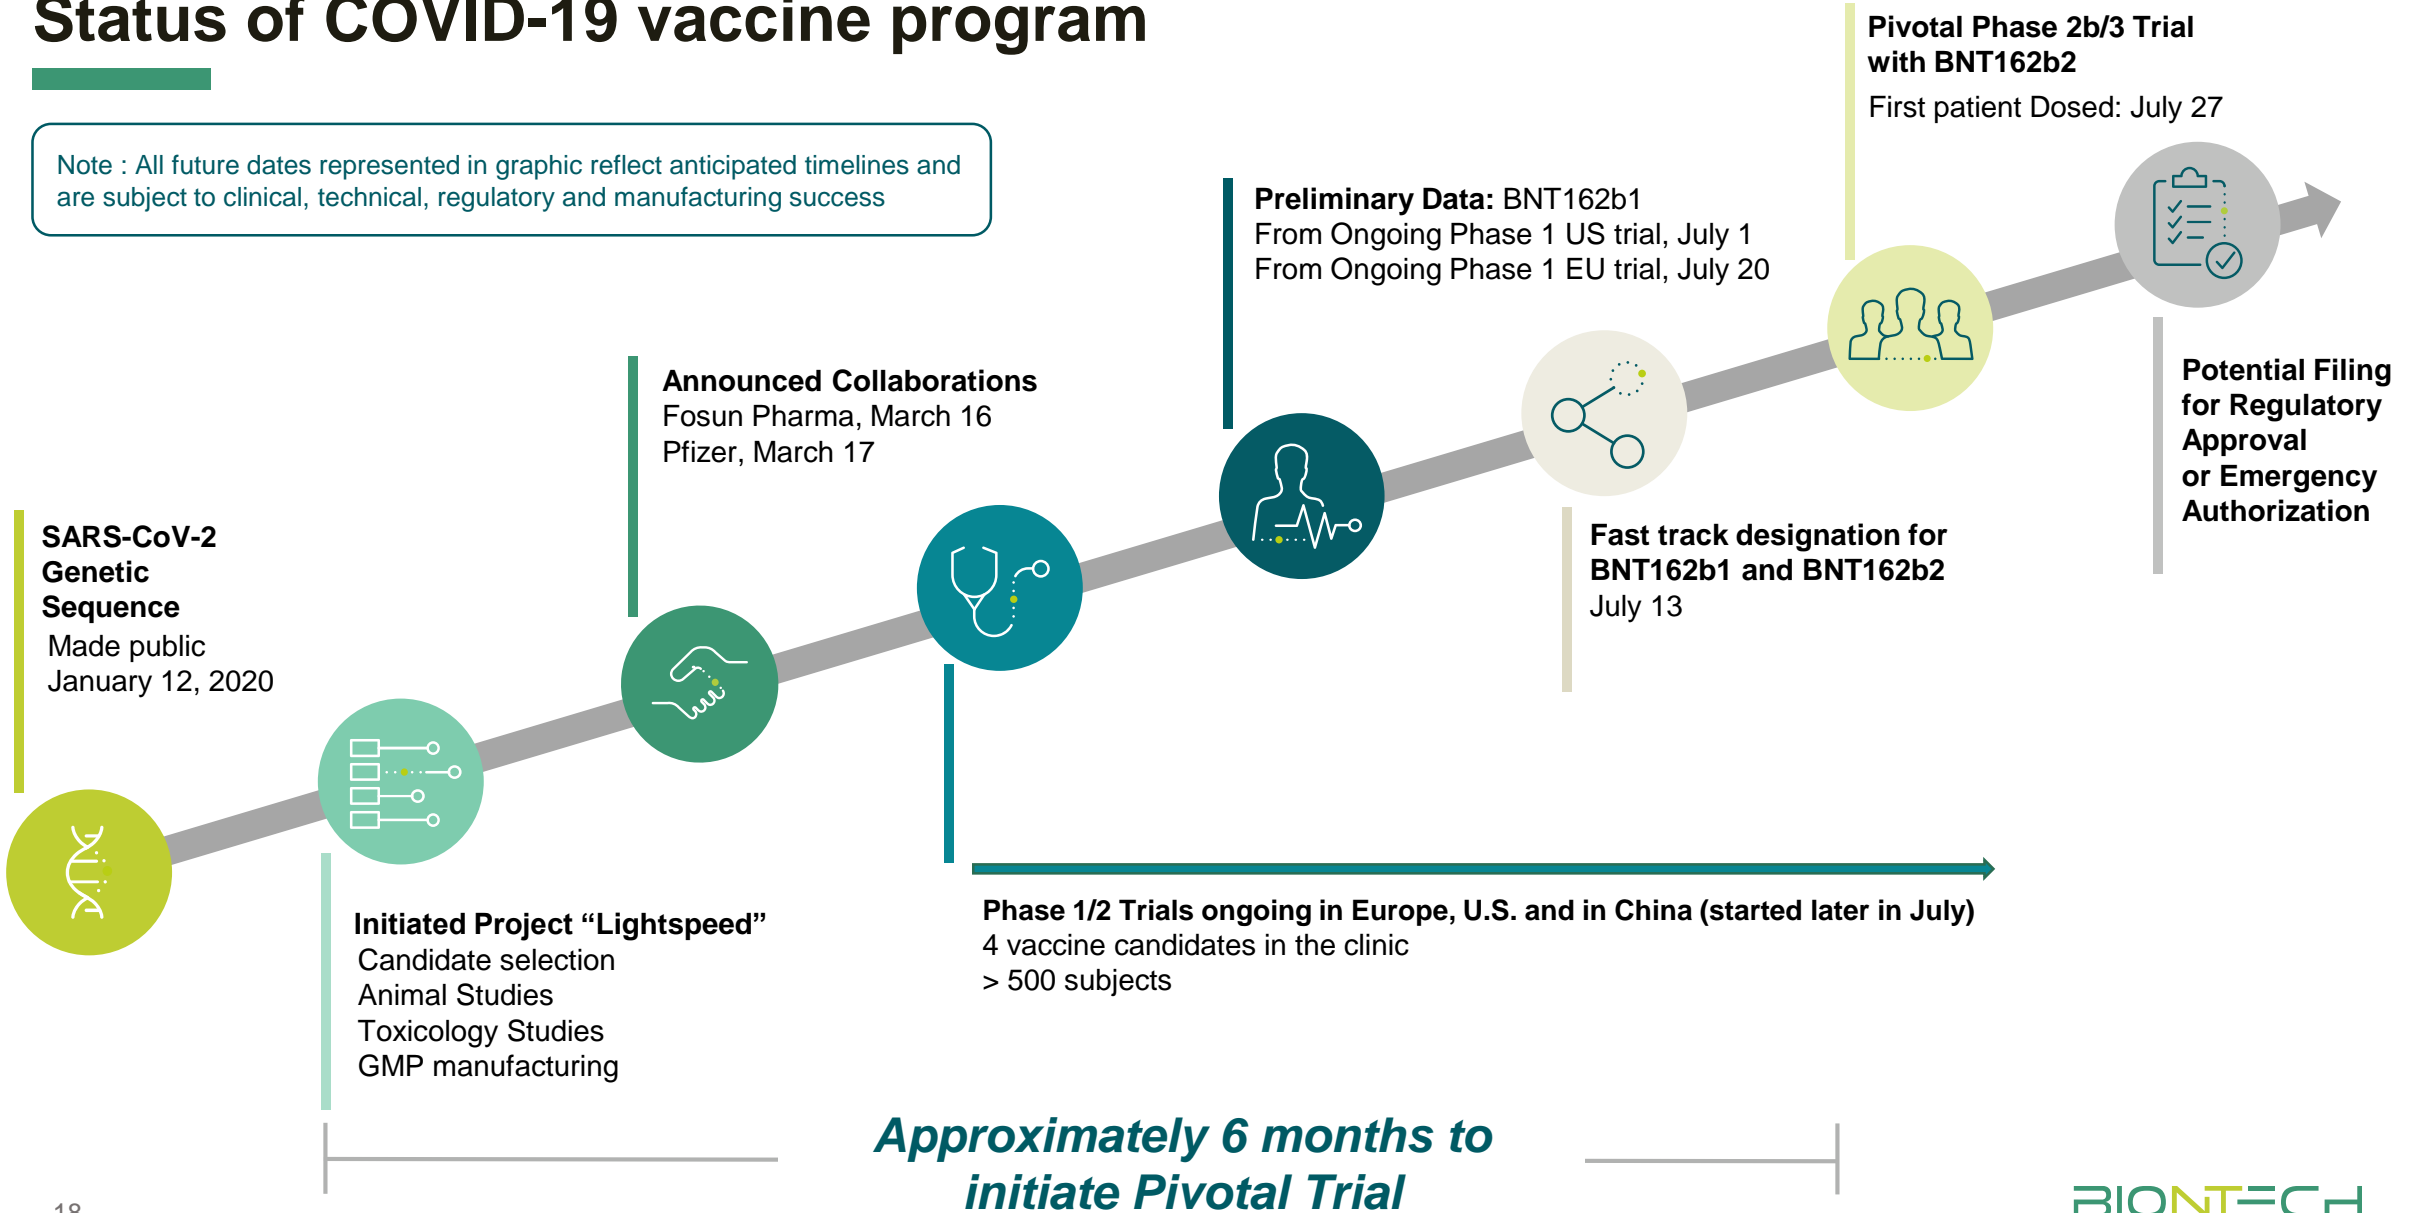 Status of COVID-19 vaccine program
Note : All future dates represented in graphic reflect anticipated timelines and
are subject to clinical, technical, regulatory and manufacturing success
SARS-CoV-2
Genetic
Sequence
Made public
January 12, 2020
Initiated Project “Lightspeed”
Candidate selection
Animal Studies
Toxicology Studies
GMP manufacturing
Announced Collaborations
Fosun Pharma, March 16
Pfizer, March 17
Phase 1/2 Trials ongoing in Europe, U.S. and in China (started later in July)
4 vaccine candidates in the clinic
> 500 subjects
Preliminary Data: BNT162b1
From Ongoing Phase 1 US trial, July 1
From Ongoing Phase 1 EU trial, July 20
Fast track designation for
BNT162b1 and BNT162b2
July 13
Pivotal Phase 2b/3 Trial
with BNT162b2
First patient Dosed: July 27
Potential Filing
for Regulatory
Approval
or Emergency
Authorization
Approximately 6 months to
initiate Pivotal Trial
18
BIONTECH